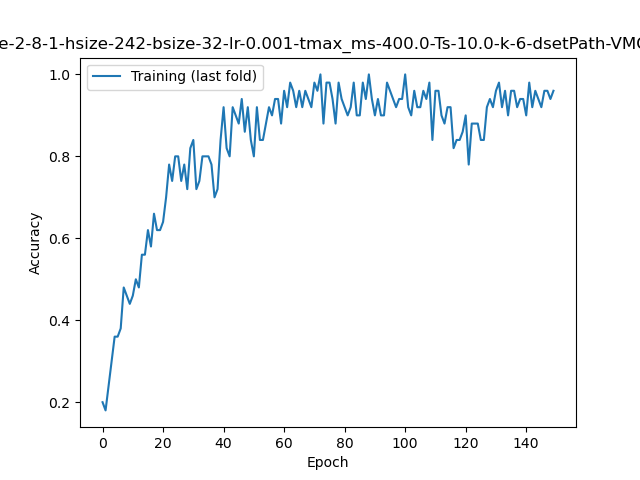 e-2-8-1-hsize-242-bsize-32-lr-0.001-tmax_ms-400.0-Ts-10.0-k-6-dsetPath-VMC
Training (last fold)
1.0
0.8
0.6
0.4
0.2
Accuracy
0 20 40 60 80 100 120 140
Epoch